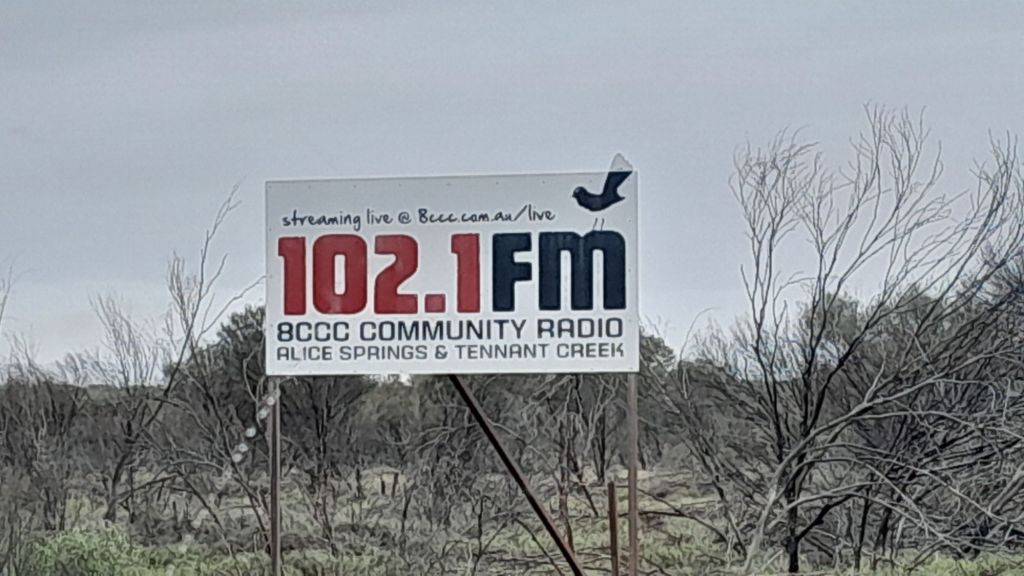 streaming live @ 8ccc.com.au/live
102.1FM
8CCC COMMUNITY RADIO
ALICE SPRINGS & TENNANT CREEK